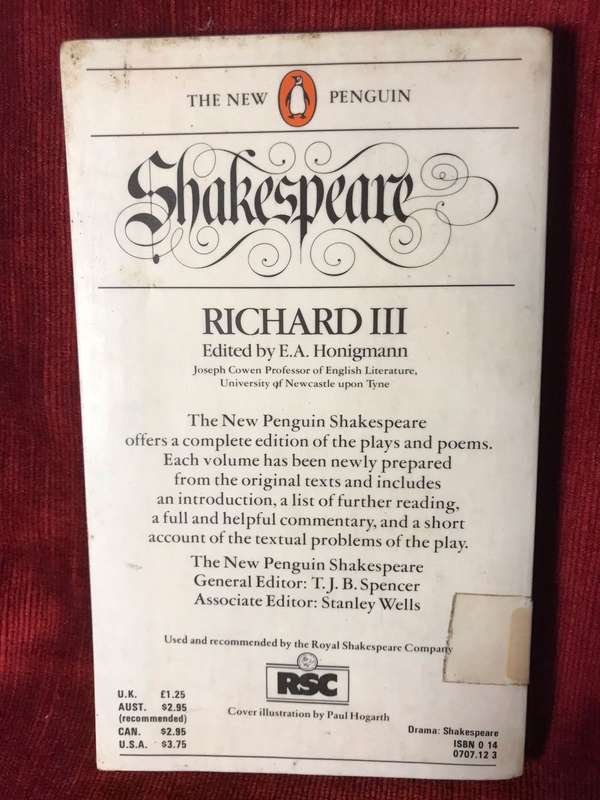 THE NEW PENGUIN
Shakespeare
RICHARD III
Edited by E.A. Honigmann
Joseph Cowen Professor of English Literature,
University of Newcastle upon Tyne
The New Penguin Shakespeare
offers a complete edition of the plays and poems.
Each volume has been newly prepared
from the original texts and includes
an introduction, a list of further reading,
a full and helpful commentary, and a short
account of the textual problems of the play.
The New Penguin Shakespeare
General Editor: T. J. B. Spencer
Associate Editor: Stanley Wells
Used and recommended by the Royal Shakespeare Company
RSC
Cover illustration by Paul Hogarth
U.K. £1.25
AUST. $2.95
(recommended)
CAN. $2.95
U.S.A. $3.75
Drama: Shakespeare
ISBN 0 14
0707.12 3